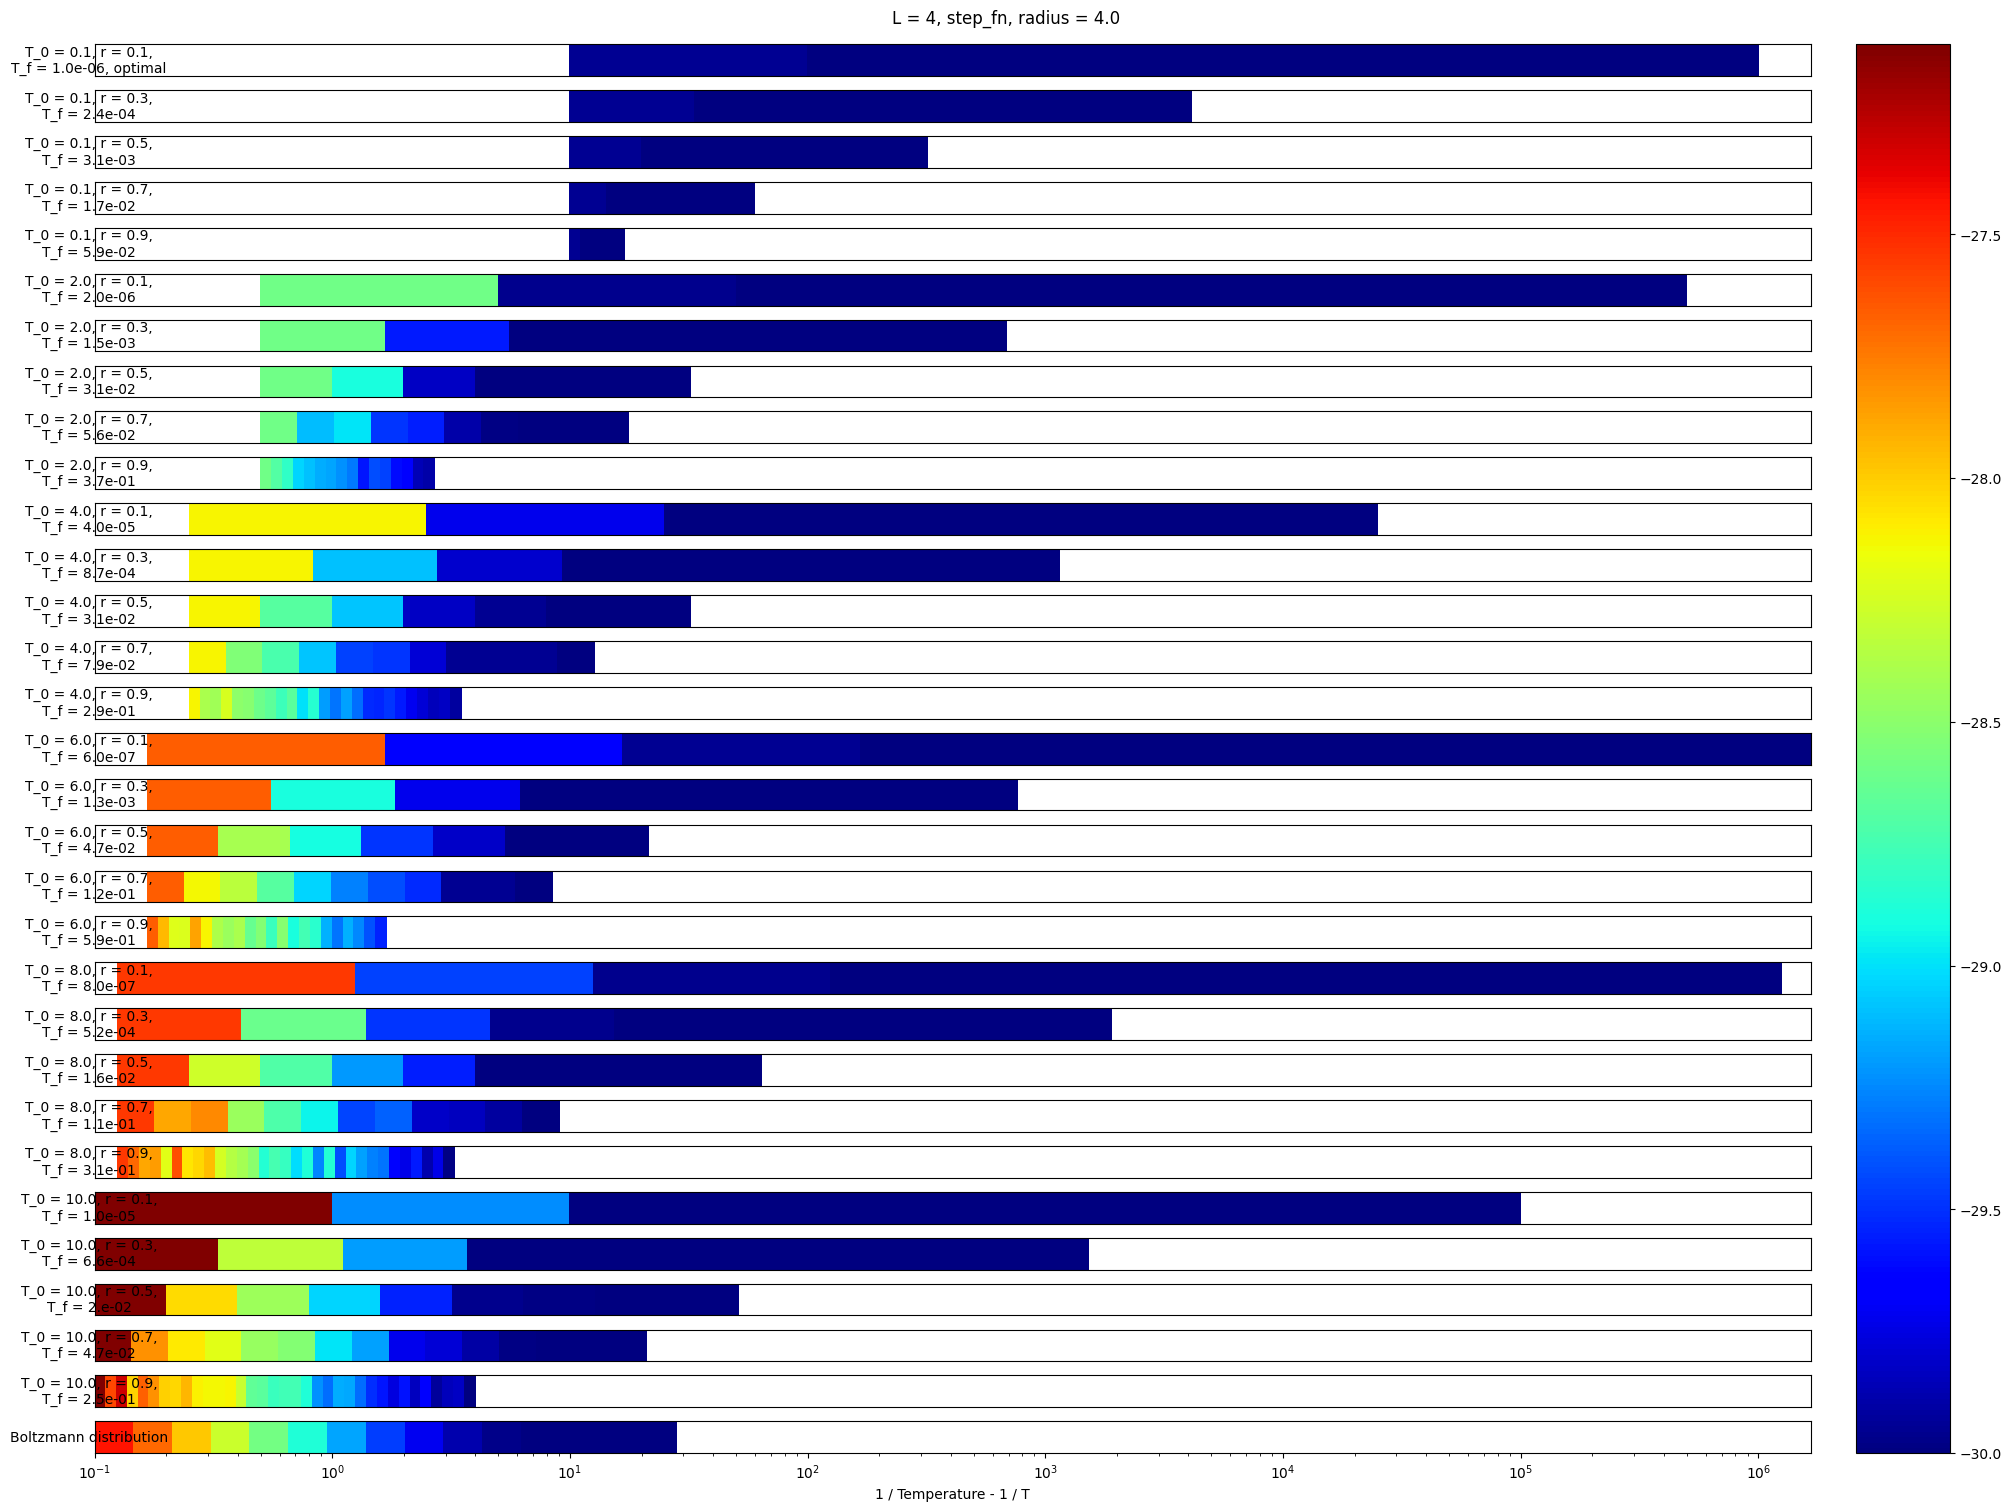 L = 4, step_fn, radius = 4.0
T_0 = 0.1, r = 0.1,
T_f = 1.0e-06, optimal
T_0 = 0.1, r = 0.3,
T_f = 2.4e-04
T_0 = 0.1, r = 0.5,
T_f = 3.1e-03
T_0 = 0.1, r = 0.7,
T_f = 1.7e-02
T_0 = 0.1, r = 0.9,
T_f = 5.9e-02
T_0 = 2.0, r = 0.1,
T_f = 2.0e-06
T_0 = 2.0, r = 0.3,
T_f = 1.5e-03
T_0 = 2.0, r = 0.5,
T_f = 3.1e-02
T_0 = 2.0, r = 0.7,
T_f = 5.6e-02
T_0 = 2.0, r = 0.9,
T_f = 3.7e-01
T_0 = 4.0, r = 0.1,
T_f = 4.0e-05
T_0 = 4.0, r = 0.3,
T_f = 8.7e-04
T_0 = 4.0, r = 0.5,
T_f = 3.1e-02
T_0 = 4.0, r = 0.7,
T_f = 7.9e-02
T_0 = 4.0, r = 0.9,
T_f = 2.9e-01
T_0 = 6.0, r = 0.1,
T_f = 6.0e-07
T_0 = 6.0, r = 0.3,
T_f = 1.3e-03
T_0 = 6.0, r = 0.5,
T_f = 4.7e-02
T_0 = 6.0, r = 0.7,
T_f = 1.2e-01
T_0 = 6.0, r = 0.9,
T_f = 5.9e-01
T_0 = 8.0, r = 0.1,
T_f = 8.0e-07
T_0 = 8.0, r = 0.3,
T_f = 5.2e-04
T_0 = 8.0, r = 0.5,
T_f = 1.6e-02
T_0 = 8.0, r = 0.7,
T_f = 1.1e-01
T_0 = 8.0, r = 0.9,
T_f = 3.1e-01
T_0 = 10.0, r = 0.1,
T_f = 1.0e-05
T_0 = 10.0, r = 0.3,
T_f = 6.6e-04
T_0 = 10.0, r = 0.5,
T_f = 2.e-02
T_0 = 10.0, r = 0.7,
T_f = 4.7e-02
T_0 = 10.0, r = 0.9,
T_f = 2.5e-01
Boltzmann distribution
10⁻¹ 10⁰ 10¹ 10² 10³ 10⁴ 10⁵ 10⁶
1 / Temperature - 1 / T
−27.5
−28.0
−28.5
−29.0
−29.5
−30.0